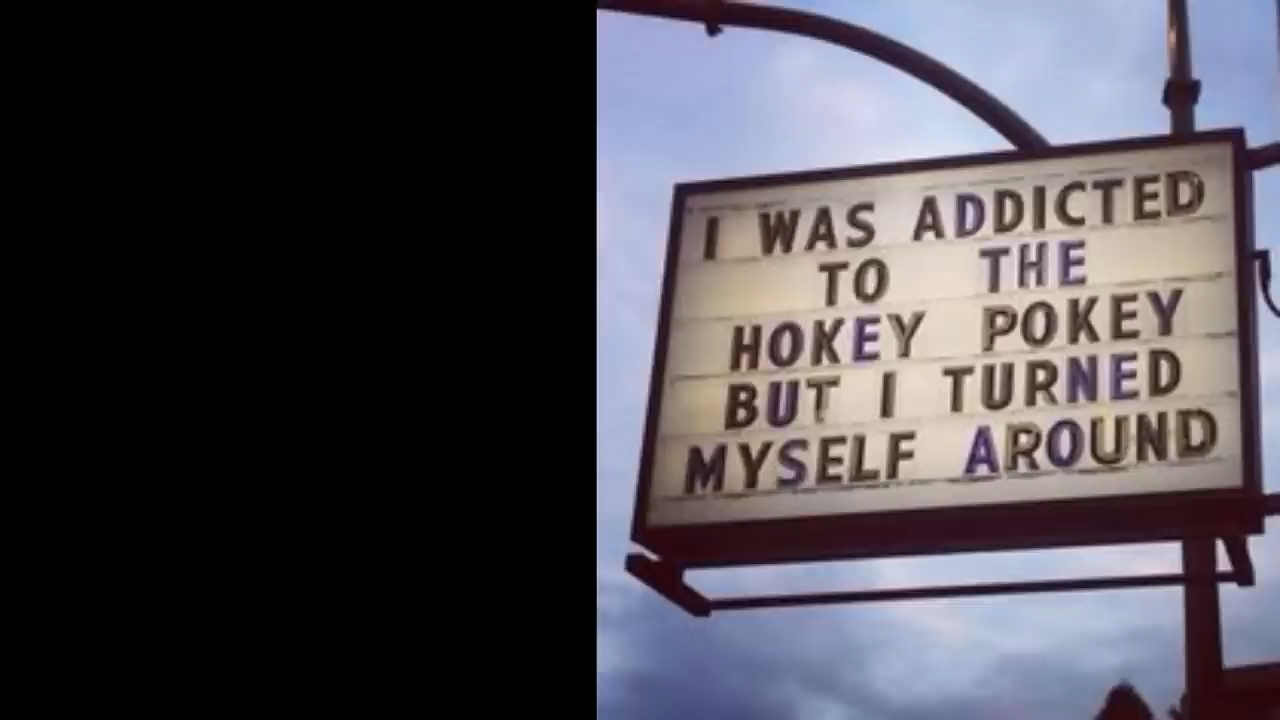 I WAS ADDICTED
TO THE
HOKEY POKEY
BUT I TURNED
MYSELF AROUND